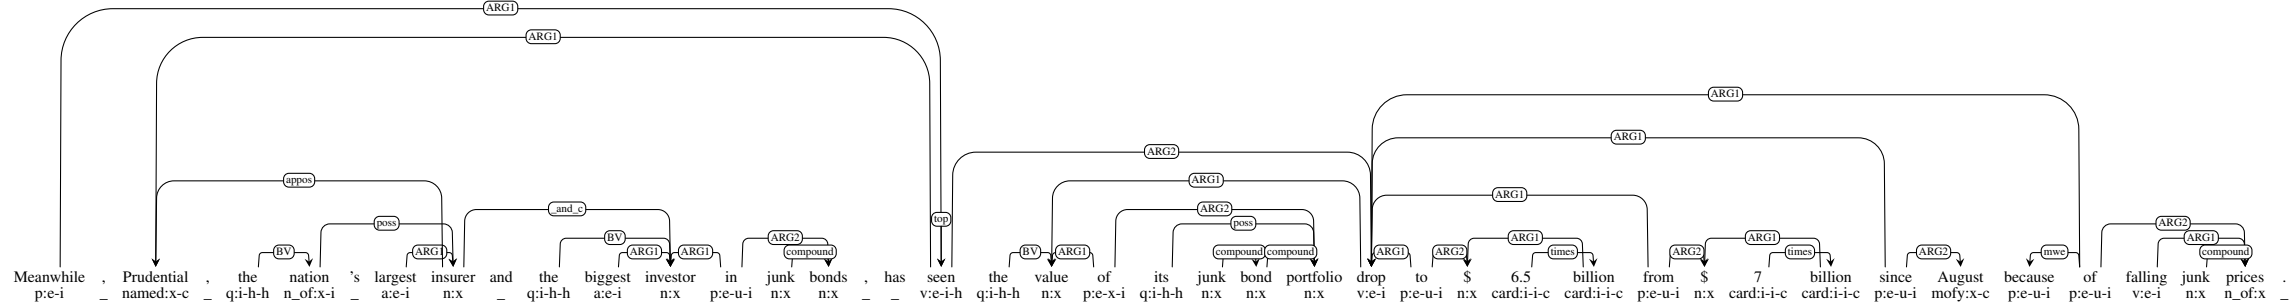 ARG1
ARG1
ARG1
ARG1
ARG2
appos ARG1
ARG1
_and_c ARG2
top
poss poss ARG2
BV ARG2 ARG1 ARG1 ARG1
BV ARG1 ARG1 ARG1 compound BV ARG1 compound compound ARG1 ARG2 times ARG2 times ARG2 mwe compound
Meanwhile , Prudential , the nation 's largest insurer and the biggest investor in junk bonds , has seen the value of its junk bond portfolio drop to $ 6.5 billion from $ 7 billion since August because of falling junk prices .
p:e-i _ named:x-c _ q:i-h-h n_of:x-i _ a:e-i n:x _ q:i-h-h a:e-i n:x p:e-u-i n:x n:x _ _ v:e-i-h q:i-h-h n:x p:e-x-i q:i-h-h n:x n:x n:x v:e-i p:e-u-i n:x card:i-i-c card:i-i-c p:e-u-i n:x card:i-i-c card:i-i-c p:e-u-i mofy:x-c p:e-u-i p:e-u-i v:e-i n:x n_of:x _